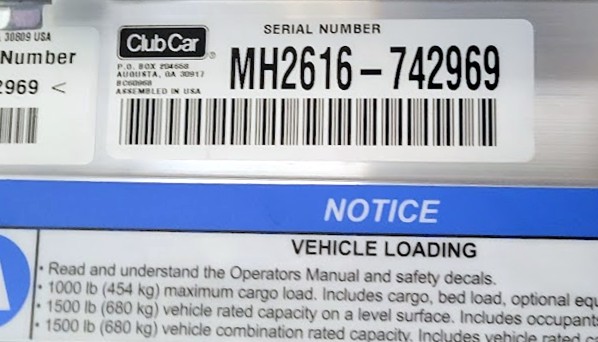 30809 USA
Number
2969 <
SERIAL NUMBER
Club Car
P.O. BOX 204658
AUGUSTA, GA 30917
ASSEMBLED IN USA
MH2616-742969
NOTICE
VEHICLE LOADING
• Read and understand the Operators Manual and safety decals.
• 1000 lb (454 kg) maximum cargo load. Includes cargo, bed load, optional equ
• 1500 lb (680 kg) vehicle rated capacity on a level surface. Includes occupants
• 1500 lb (680 kg) vehicle combination rated capacity. Includes vehicle rated ca